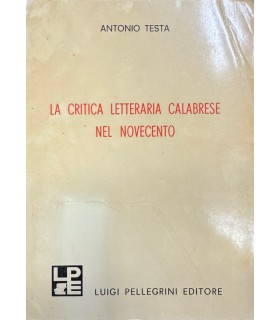 ANTONIO TESTA
LA CRITICA LETTERARIA CALABRESE
NEL NOVECENTO
LP
&E
LUIGI PELLEGRINI EDITORE